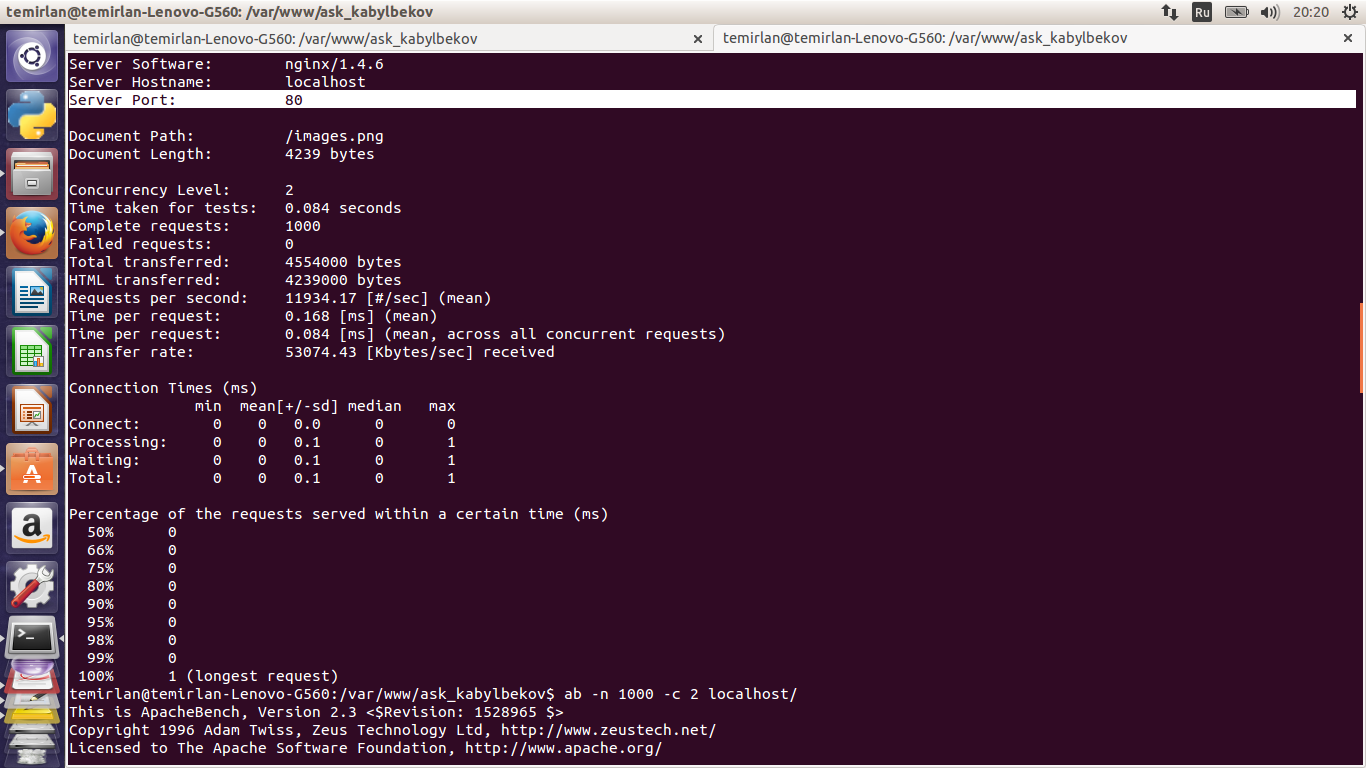 temirlan@temirlan-Lenovo-G560: /var/www/ask_kabylbekov
Ru
20:20
temirlan@temirlan-Lenovo-G560: /var/www/ask_kabylbekov ×
temirlan@temirlan-Lenovo-G560: /var/www/ask_kabylbekov ×
Server Software:        nginx/1.4.6
Server Hostname:        localhost
Server Port:            80
Document Path:          /images.png
Document Length:        4239 bytes
Concurrency Level:      2
Time taken for tests:   0.084 seconds
Complete requests:      1000
Failed requests:        0
Total transferred:      4554000 bytes
HTML transferred:       4239000 bytes
Requests per second:    11934.17 [#/sec] (mean)
Time per request:       0.168 [ms] (mean)
Time per request:       0.084 [ms] (mean, across all concurrent requests)
Transfer rate:          53074.43 [Kbytes/sec] received
Connection Times (ms)
              min  mean[+/-sd] median   max
Connect:        0    0   0.0      0       0
Processing:     0    0   0.1      0       1
Waiting:        0    0   0.1      0       1
Total:          0    0   0.1      0       1
Percentage of the requests served within a certain time (ms)
  50%      0
  66%      0
  75%      0
  80%      0
  90%      0
  95%      0
  98%      0
  99%      0
 100%      1 (longest request)
temirlan@temirlan-Lenovo-G560:/var/www/ask_kabylbekov$ ab -n 1000 -c 2 localhost/
This is ApacheBench, Version 2.3 <$Revision: 1528965 $>
Copyright 1996 Adam Twiss, Zeus Technology Ltd, http://www.zeustech.net/
Licensed to The Apache Software Foundation, http://www.apache.org/